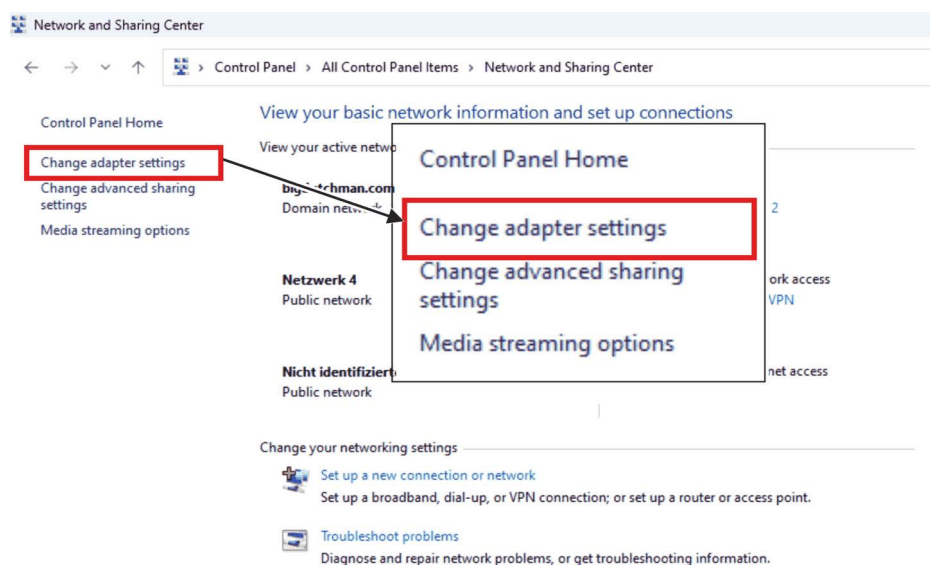 Network and Sharing Center
Control Panel > All Control Panel Items > Network and Sharing Center
Control Panel Home
Change adapter settings
Change advanced sharing
settings
Media streaming options
View your basic network information and set up connections
View your active netwo
Domain
2
Netzwerk 4
Public network
ork access
VPN
Nicht identifiziert
Public network
net access
Control Panel Home
Change adapter settings
Change advanced sharing
settings
Media streaming options
Change your networking settings
Set up a new connection or network
Set up a broadband, dial-up, or VPN connection; or set up a router or access point.
Troubleshoot problems
Diagnose and repair network problems, or get troubleshooting information.